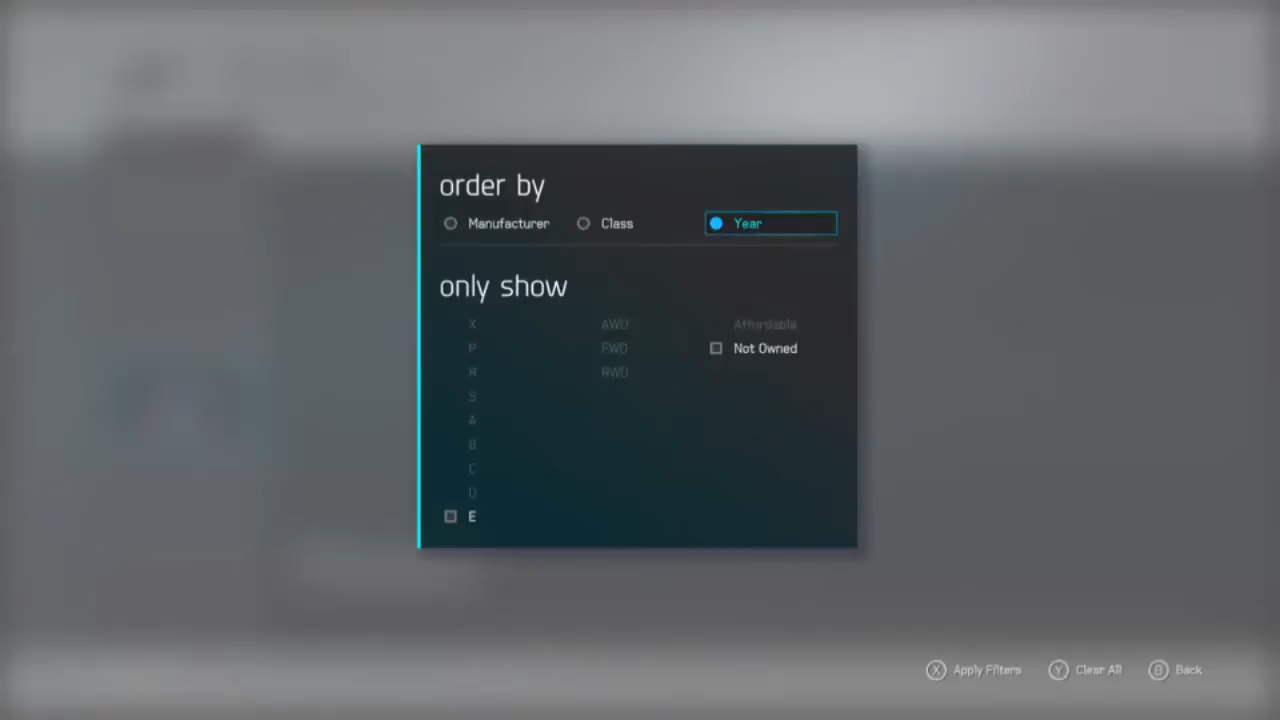 order by
Manufacturer Class Year
only show
X AWD Affordable
P FWD Not Owned
R RWD
S
A
B
C
D
E
X Apply Filters Y Clear All B Back